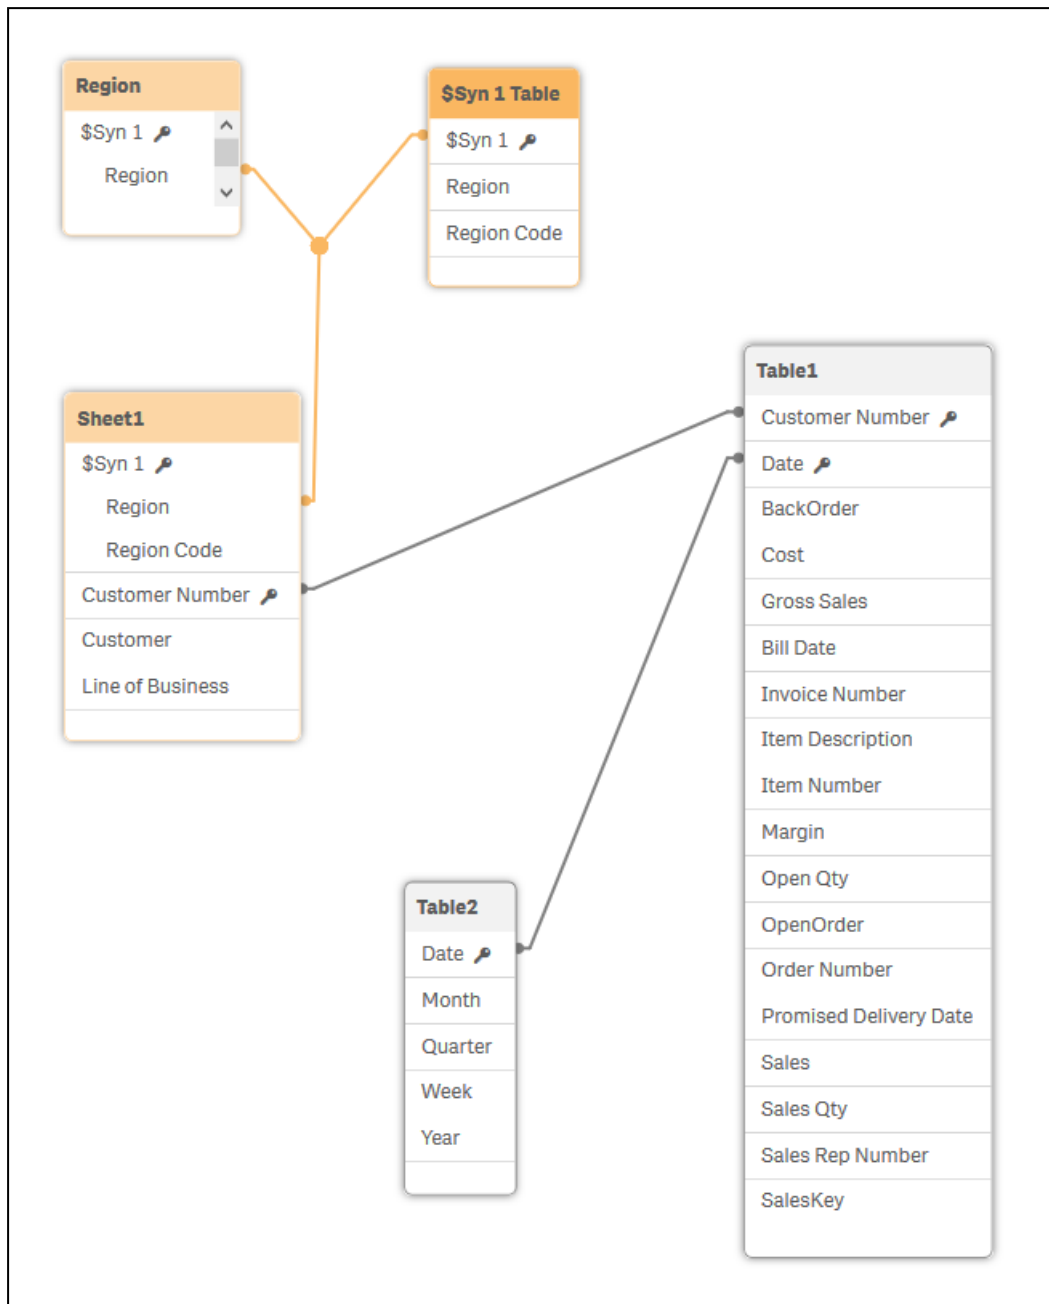 Region
$Syn 1
Region
$Syn 1 Table
$Syn 1
Region
Region Code
Sheet1
$Syn 1
Region
Region Code
Customer Number
Customer
Line of Business
Table1
Customer Number
Date
BackOrder
Cost
Gross Sales
Bill Date
Invoice Number
Item Description
Item Number
Margin
Open Qty
OpenOrder
Order Number
Promised Delivery Date
Sales
Sales Qty
Sales Rep Number
SalesKey
Table2
Date
Month
Quarter
Week
Year